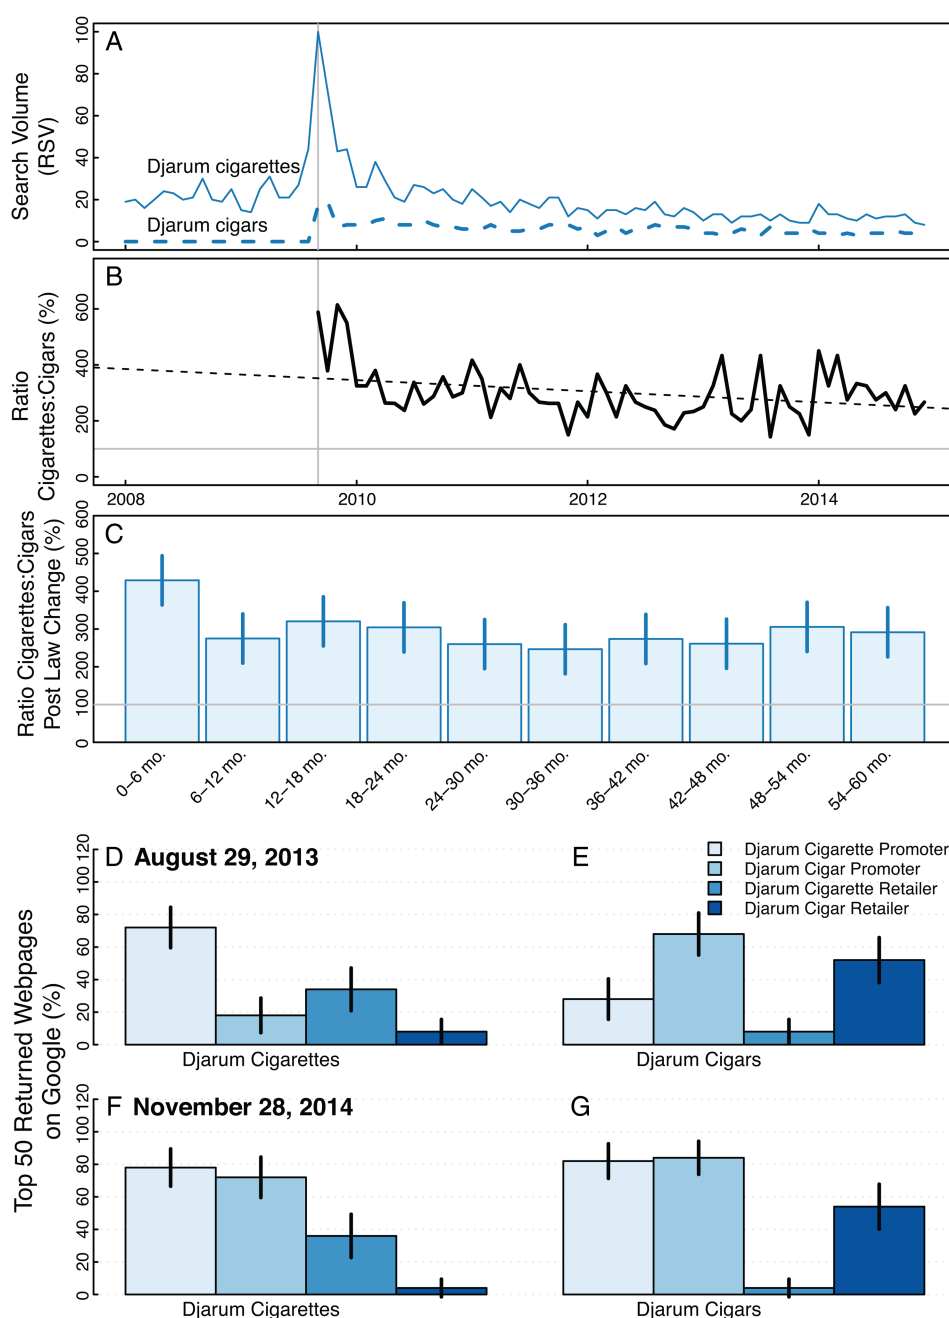 A
Search Volume
(RSV)
100
80
60
40
20
0
Djarum cigarettes
Djarum cigars
B
Ratio
Cigarettes:Cigars (%)
600
400
200
0
2008 2010 2012 2014
C
Ratio Cigarettes:Cigars
Post Law Change (%)
600
500
400
300
200
100
0
0–6 mo. 6–12 mo. 12–18 mo. 18–24 mo. 24–30 mo. 30–36 mo. 36–42 mo. 42–48 mo. 48–54 mo. 54–60 mo.
Top 50 Returned Webpages
on Google (%)
D August 29, 2013
120
100
80
60
40
20
0
Djarum Cigarettes
E
Djarum Cigarette Promoter
Djarum Cigar Promoter
Djarum Cigarette Retailer
Djarum Cigar Retailer
Djarum Cigars
F November 28, 2014
120
100
80
60
40
20
0
Djarum Cigarettes
G
Djarum Cigars